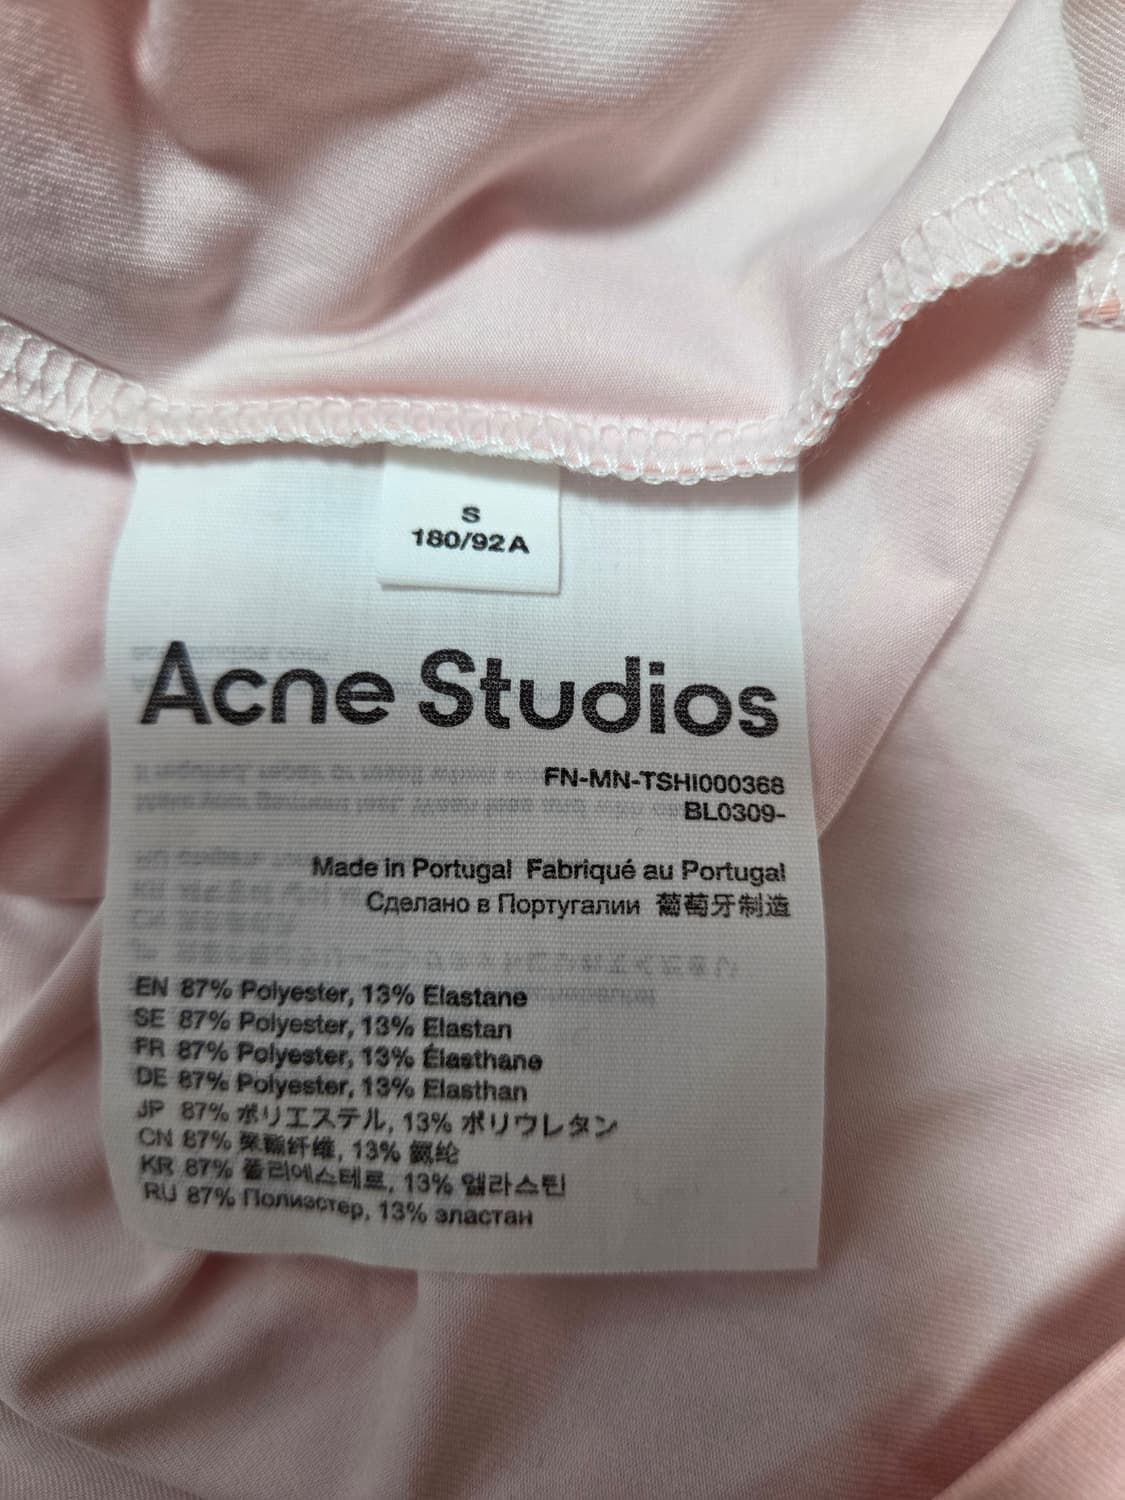 S
180/92A
Acne Studios
FN-MN-TSHI000368
BL0309-
Made in Portugal Fabriqué au Portugal
Сделано в Португалии 葡萄牙制造
EN 87% Polyester, 13% Elastane
SE 87% Polyester, 13% Elastan
FR 87% Polyester, 13% Élasthane
DE 87% Polyester, 13% Elasthan
JP 87% ポリエステル, 13% ポリウレタン
CN 87% 聚酯纤维, 13% 氨纶
KR 87% 폴리에스테르, 13% 엘라스틴
RU 87% Полиэстер, 13% эластан